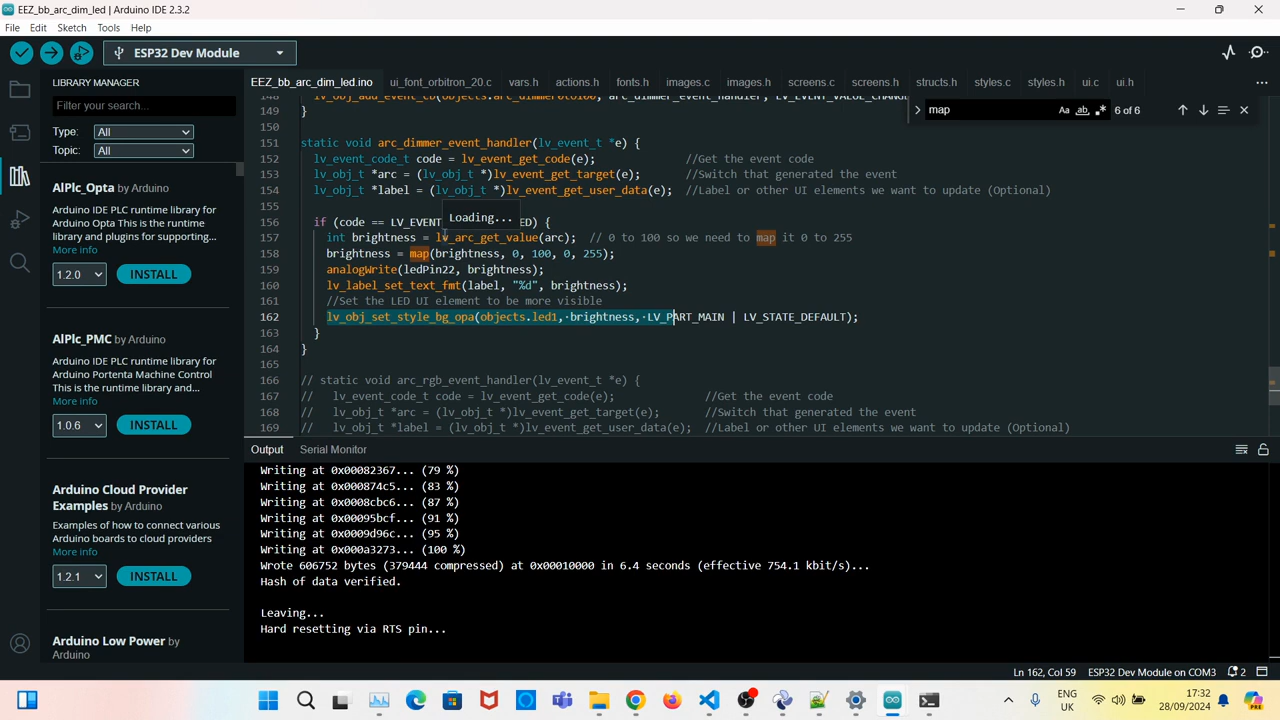 EEZ_bb_arc_dim_led | Arduino IDE 2.3.2
File Edit Sketch Tools Help
ESP32 Dev Module
LIBRARY MANAGER
Filter your search...
Type: All
Topic: All
AIPlc_Opta by Arduino
Arduino IDE PLC runtime library for
Arduino Opta This is the runtime
library and plugins for supporting...
More info
1.2.0 INSTALL
AIPlc_PMC by Arduino
Arduino IDE PLC runtime library for
Arduino Portenta Machine Control
This is the runtime library and...
More info
1.0.6 INSTALL
Arduino Cloud Provider
Examples by Arduino
Examples of how to connect various
Arduino boards to cloud providers
More info
1.2.1 INSTALL
Arduino Low Power by
Arduino
EEZ_bb_arc_dim_led.ino ui_font_orbitron_20.c vars.h actions.h fonts.h images.c images.h screens.c screens.h structs.h styles.c styles.h ui.c ui.h
map Aa ab 6 of 6
149 }
150
151 static void arc_dimmer_event_handler(lv_event_t *e) {
152 lv_event_code_t code = lv_event_get_code(e); //Get the event code
153 lv_obj_t *arc = (lv_obj_t *)lv_event_get_target(e); //Switch that generated the event
154 lv_obj_t *label = (lv_obj_t *)lv_event_get_user_data(e); //Label or other UI elements we want to update (Optional)
155
Loading...
156 if (code == LV_EVENT ED) {
157 int brightness = lv_arc_get_value(arc); // 0 to 100 so we need to map it 0 to 255
158 brightness = map(brightness, 0, 100, 0, 255);
159 analogWrite(ledPin22, brightness);
160 lv_label_set_text_fmt(label, "%d", brightness);
161 //Set the LED UI element to be more visible
162 lv_obj_set_style_bg_opa(objects.led1,·brightness,·LV_PART_MAIN | LV_STATE_DEFAULT);
163 }
164 }
165
166 // static void arc_rgb_event_handler(lv_event_t *e) {
167 // lv_event_code_t code = lv_event_get_code(e); //Get the event code
168 // lv_obj_t *arc = (lv_obj_t *)lv_event_get_target(e); //Switch that generated the event
169 // lv_obj_t *label = (lv_obj_t *)lv_event_get_user_data(e); //Label or other UI elements we want to update (Optional)
Output Serial Monitor
Writing at 0x00082367... (79 %)
Writing at 0x000874c5... (83 %)
Writing at 0x0008cbc6... (87 %)
Writing at 0x00095bcf... (91 %)
Writing at 0x0009d96c... (95 %)
Writing at 0x000a3273... (100 %)
Wrote 606752 bytes (379444 compressed) at 0x00010000 in 6.4 seconds (effective 754.1 kbit/s)...
Hash of data verified.
Leaving...
Hard resetting via RTS pin...
Ln 162, Col 59 ESP32 Dev Module on COM3 2
ENG
UK
17:32
28/09/2024